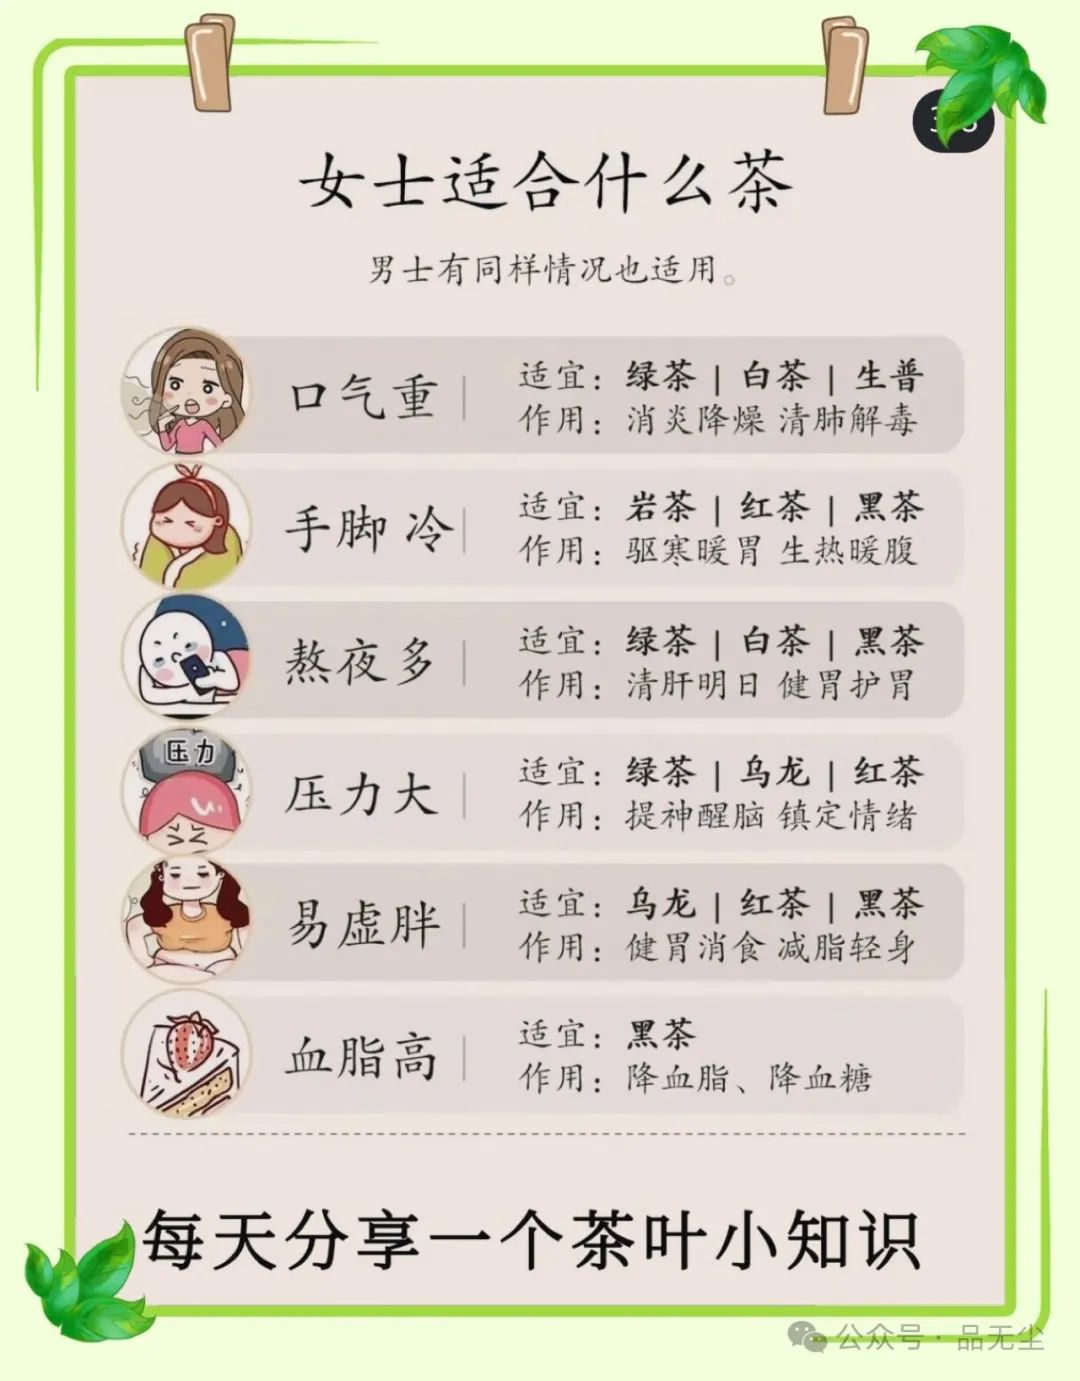 女士适合什么茶
男士有同样情况也适用。
口气重
适宜：绿茶 | 白茶 | 生普
作用：消炎降燥 清肺解毒
手脚 冷
适宜：岩茶 | 红茶 | 黑茶
作用：驱寒暖胃 生热暖腹
熬夜多
适宜：绿茶 | 白茶 | 黑茶
作用：清肝明日 健胃护胃
压力
压力大
适宜：绿茶 | 乌龙 | 红茶
作用：提神醒脑 镇定情绪
易虚胖
适宜：乌龙 | 红茶 | 黑茶
作用：健胃消食 减脂轻身
血脂高
适宜：黑茶
作用：降血脂、降血糖
每天分享一个茶叶小知识
公众号·品无尘